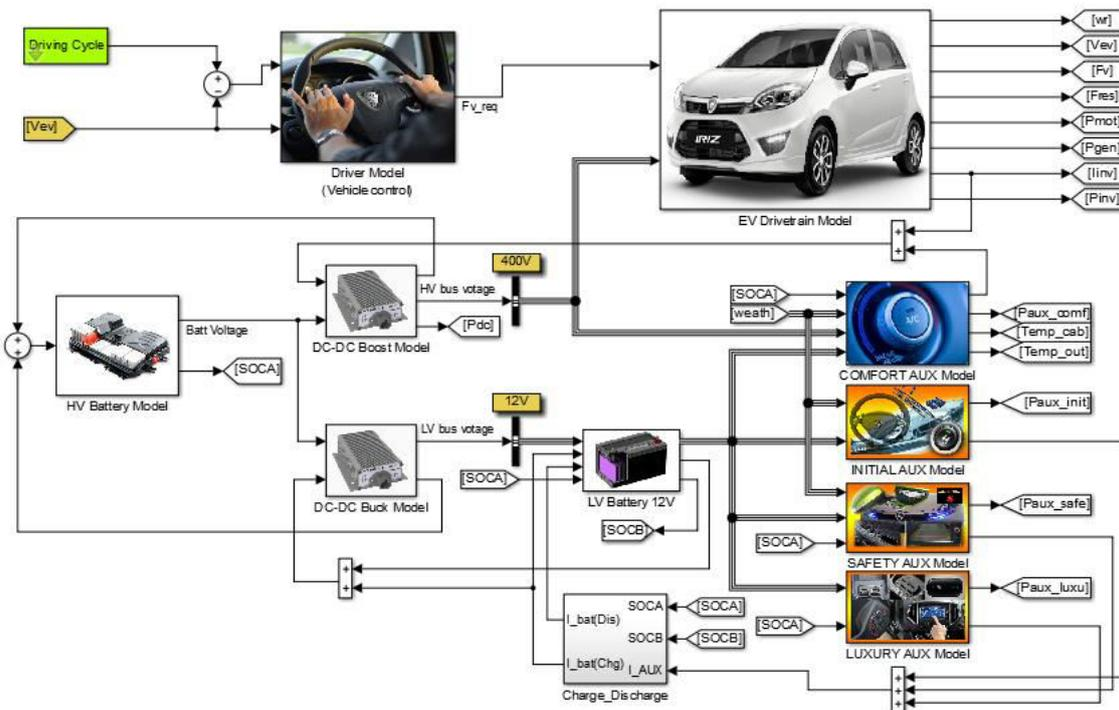 Driving Cycle
[Vev]
Fv_req
Driver Model
(Vehicle control)
IRIZ
EV Drivetrain Model
[wr]
[Vev]
[Fv]
[Fres]
[Pmot]
[Pgen]
[Iinv]
[Pinv]
Batt Voltage
[SOCA]
HV Battery Model
HV bus votage
[Pdc]
DC-DC Boost Model
400V
LV bus votage
DC-DC Buck Model
12V
[SOCA]
LV Battery 12V
[SOCB]
[SOCA]
[weath]
A/C
COMFORT AUX Model
[Paux_comf]
[Temp_cab]
[Temp_out]
[Paux_init]
INITIAL AUX Model
[Paux_safe]
[SOCA]
SAFETY AUX Model
[Paux_luxu]
[SOCA]
LUXURY AUX Model
SOCA
[SOCA]
I_bat(Dis)
SOCB
[SOCB]
I_bat(Chg)
I_AUX
Charge_Discharge